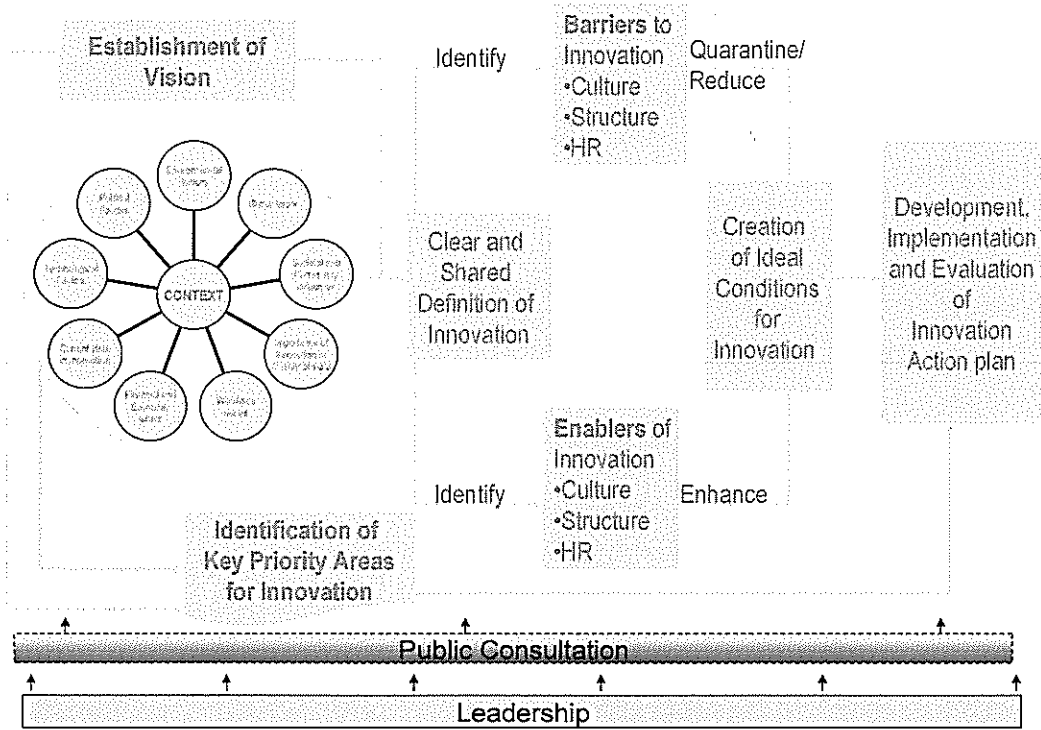 Establishment of
Vision
Identify
Barriers to
Innovation
•Culture
•Structure
•HR
Quarantine/
Reduce
CONTEXT
Clear and
Shared
Definition of
Innovation
Creation
of Ideal
Conditions
for
Innovation
Development,
Implementation
and Evaluation
of
Innovation
Action plan
Identify
Enablers of
Innovation
•Culture
•Structure
•HR
Enhance
Identification of
Key Priority Areas
for Innovation
Public Consultation
Leadership